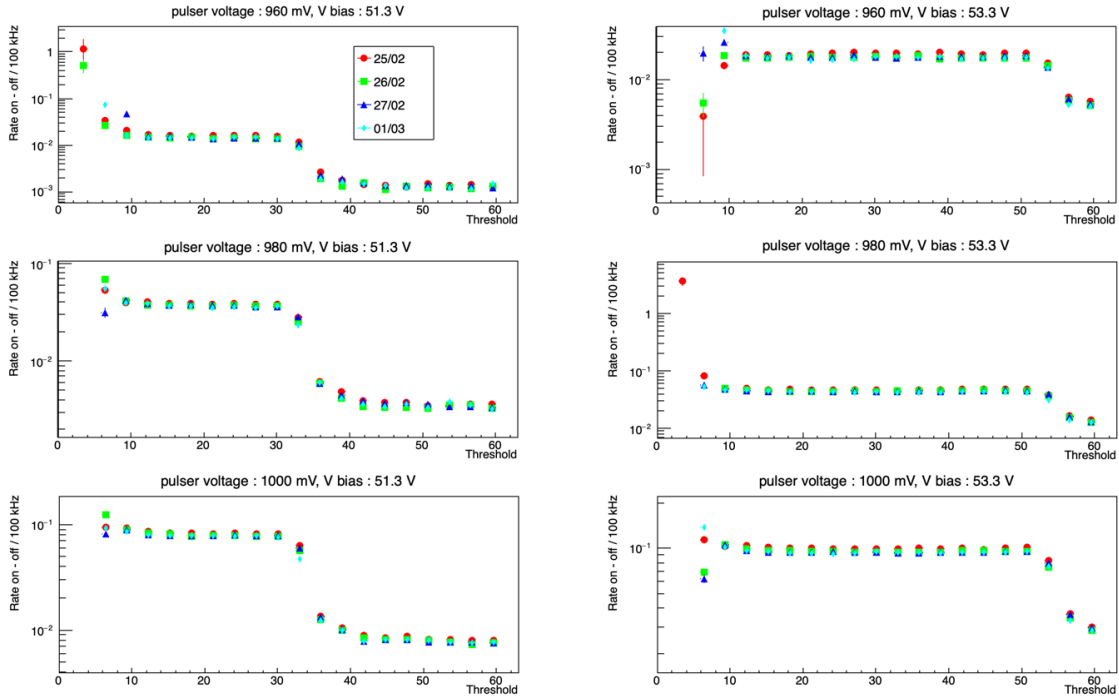 pulser voltage : 960 mV, V bias : 51.3 V
Rate on - off / 100 kHz
1
10⁻¹
10⁻²
10⁻³
25/02
26/02
27/02
01/03
0 10 20 30 40 50 60
Threshold
pulser voltage : 960 mV, V bias : 53.3 V
Rate on - off / 100 kHz
10⁻²
10⁻³
0 10 20 30 40 50 60
Threshold
pulser voltage : 980 mV, V bias : 51.3 V
Rate on - off / 100 kHz
10⁻¹
10⁻²
0 10 20 30 40 50 60
Threshold
pulser voltage : 980 mV, V bias : 53.3 V
Rate on - off / 100 kHz
1
10⁻¹
10⁻²
0 10 20 30 40 50 60
Threshold
pulser voltage : 1000 mV, V bias : 51.3 V
Rate on - off / 100 kHz
10⁻¹
10⁻²
0 10 20 30 40 50 60
Threshold
pulser voltage : 1000 mV, V bias : 53.3 V
Rate on - off / 100 kHz
10⁻¹
0 10 20 30 40 50 60
Threshold